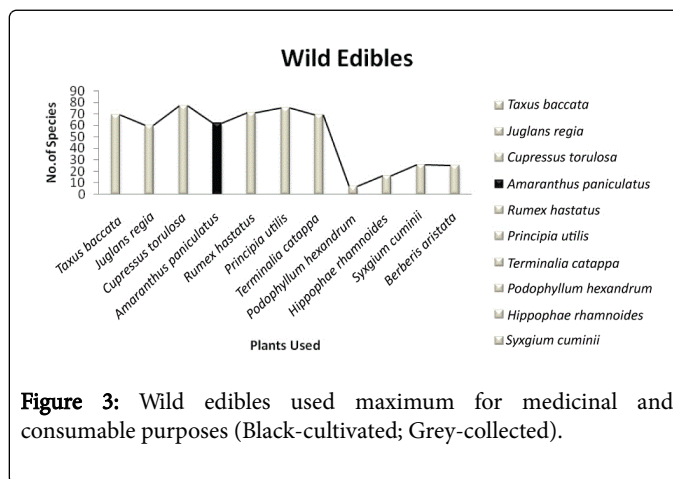 Wild Edibles
No.of Species
90
80
70
60
50
40
30
20
10
0
Taxus baccata
Juglans regia
Cupressus torulosa
Amaranthus paniculatus
Rumex hastatus
Principia utilis
Terminalia catappa
Podophyllum hexandrum
Hippophae rhamnoides
Syxgium cuminii
Berberis aristata
Plants Used
Taxus baccata
Juglans regia
Cupressus torulosa
Amaranthus paniculatus
Rumex hastatus
Principia utilis
Terminalia catappa
Podophyllum hexandrum
Hippophae rhamnoides
Syxgium cuminii
Figure 3: Wild edibles used maximum for medicinal and
consumable purposes (Black-cultivated; Grey-collected).